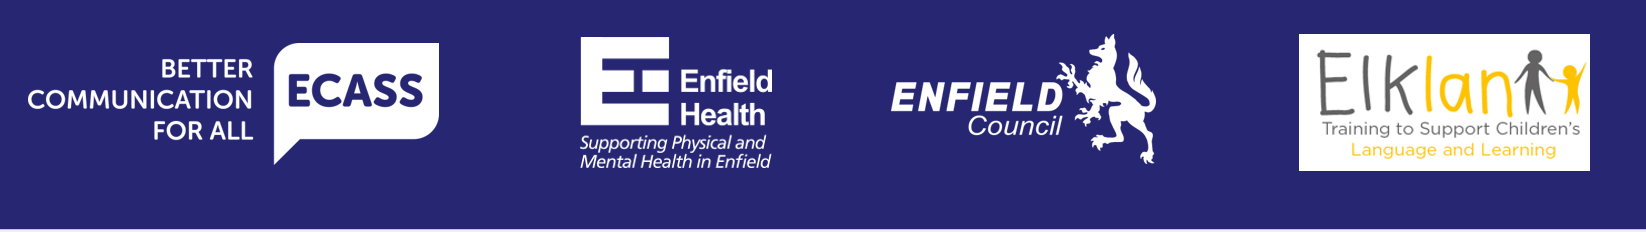 BETTER
COMMUNICATION
FOR ALL
ECASS
Enfield
Health
Supporting Physical and
Mental Health in Enfield
ENFIELD
Council
Elklan
Training to Support Children's
Language and Learning